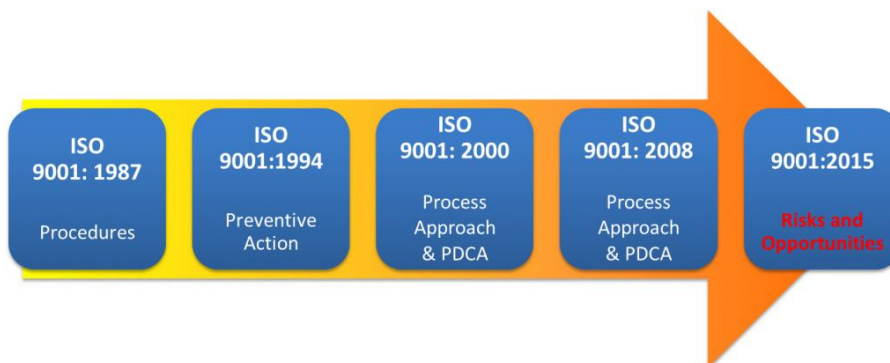 ISO
9001: 1987
Procedures
ISO
9001:1994
Preventive
Action
ISO
9001: 2000
Process
Approach
& PDCA
ISO
9001: 2008
Process
Approach
& PDCA
ISO
9001:2015
Risks and
Opportunities